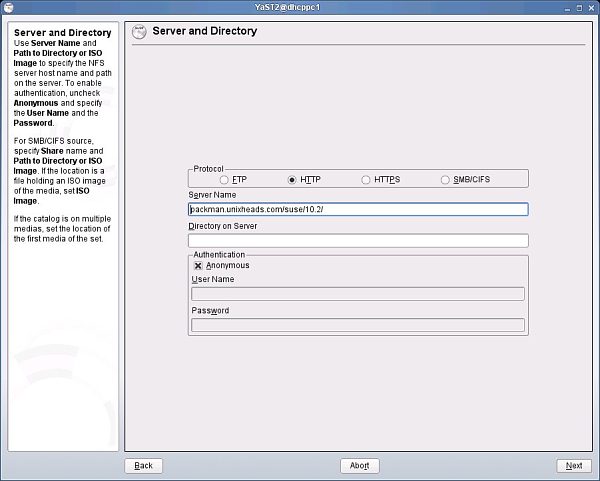 YaST2@dhcppc1
Server and Directory
Use Server Name and
Path to Directory or ISO
Image to specify the NFS
server host name and path
on the server. To enable
authentication, uncheck
Anonymous and specify
the User Name and the
Password.
For SMB/CIFS source,
specify Share name and
Path to Directory or ISO
Image. If the location is a
file holding an ISO image
of the media, set ISO
Image.
If the catalog is on multiple
medias, set the location of
the first media of the set.
Server and Directory
Protocol
FTP HTTP HTTPS SMB/CIFS
Server Name
packman.unixheads.com/suse/10.2/
Directory on Server
Authentication
Anonymous
User Name
Password
Back Abort Next